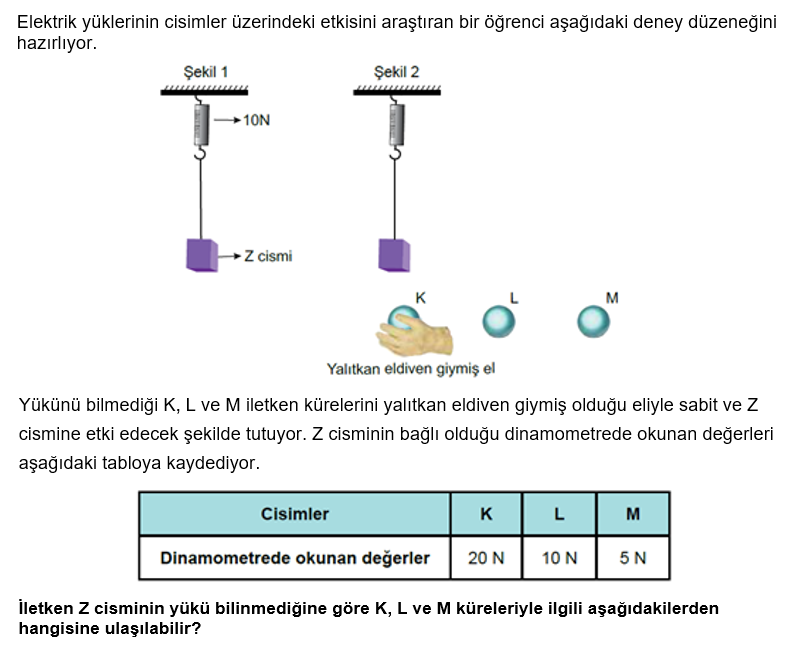 Elektrik yüklerinin cisimler üzerindeki etkisini araştıran bir öğrenci aşağıdaki deney düzeneğini
hazırlıyor.
Şekil 1
Şekil 2
10N
Z cismi
K
L
M
Yalıtkan eldiven giymiş el
Yükünü bilmediği K, L ve M iletken kürelerini yalıtkan eldiven giymiş olduğu eliyle sabit ve Z
cismine etki edecek şekilde tutuyor. Z cisminin bağlı olduğu dinamometrede okunan değerleri
aşağıdaki tabloya kaydediyor.
Cisimler K L M
Dinamometrede okunan değerler 20 N 10 N 5 N
İletken Z cisminin yükü bilinmediğine göre K, L ve M küreleriyle ilgili aşağıdakilerden
hangisine ulaşılabilir?